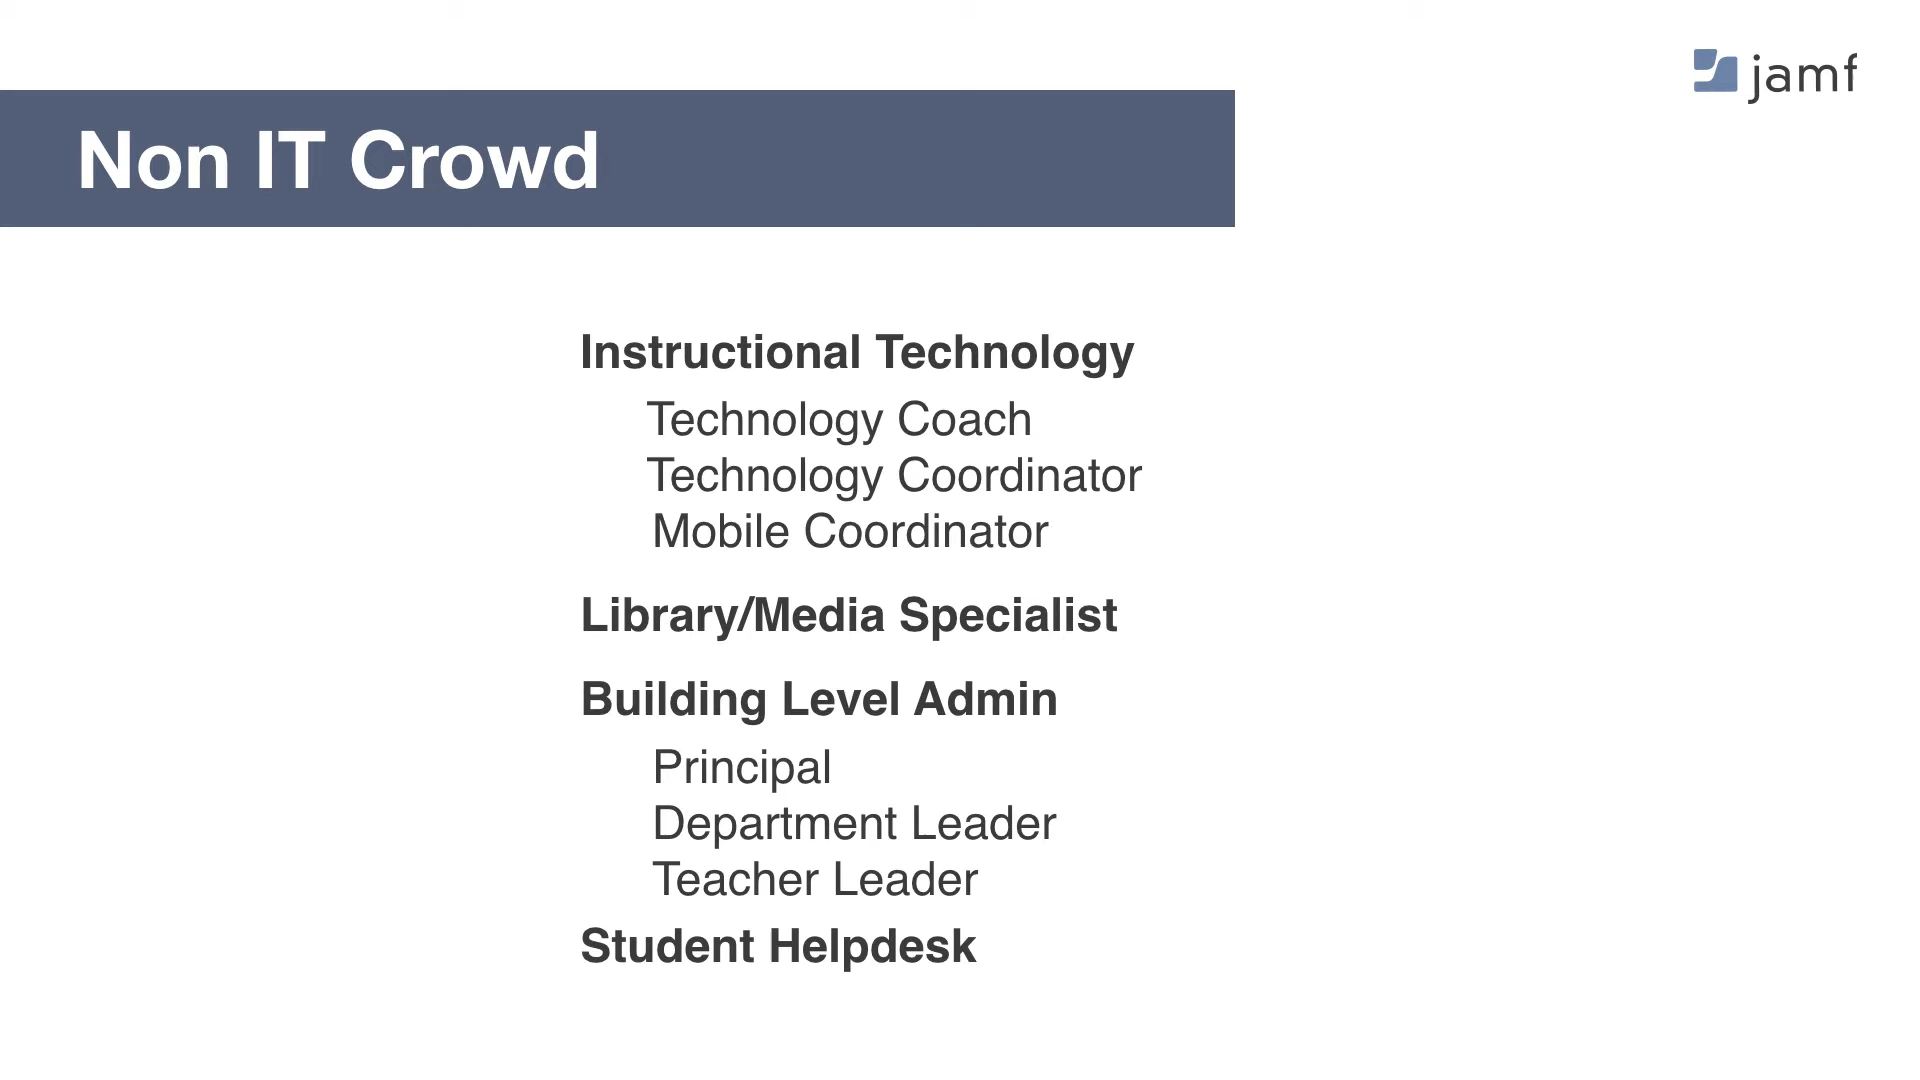 jamf
Non IT Crowd
Instructional Technology
Technology Coach
Technology Coordinator
Mobile Coordinator
Library/Media Specialist
Building Level Admin
Principal
Department Leader
Teacher Leader
Student Helpdesk